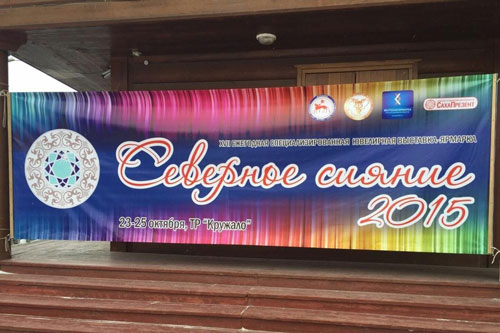 СахаПрезент
XVII ЕЖЕГОДНАЯ СПЕЦИАЛИЗИРОВАННАЯ ЮВЕЛИРНАЯ ВЫСТАВКА-ЯРМАРКА
Северное сияние
2015
23-25 октября, ТР "Кружало"